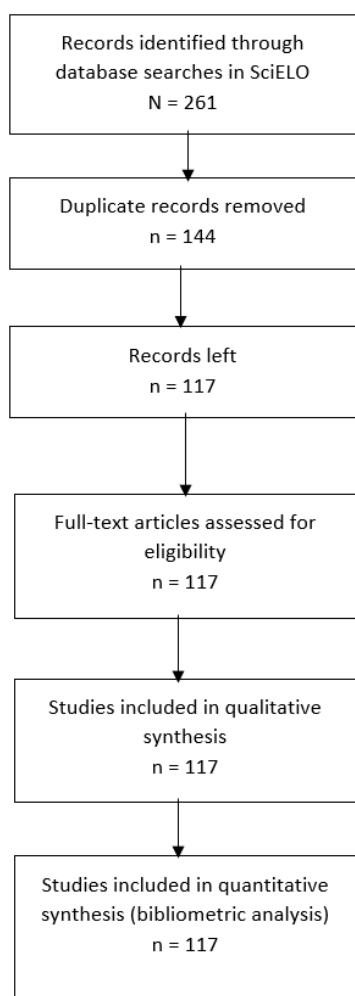 Records identified through
database searches in SciELO
N = 261
Duplicate records removed
n = 144
Records left
n = 117
Full-text articles assessed for
eligibility
n = 117
Studies included in qualitative
synthesis
n = 117
Studies included in quantitative
synthesis (bibliometric analysis)
n = 117